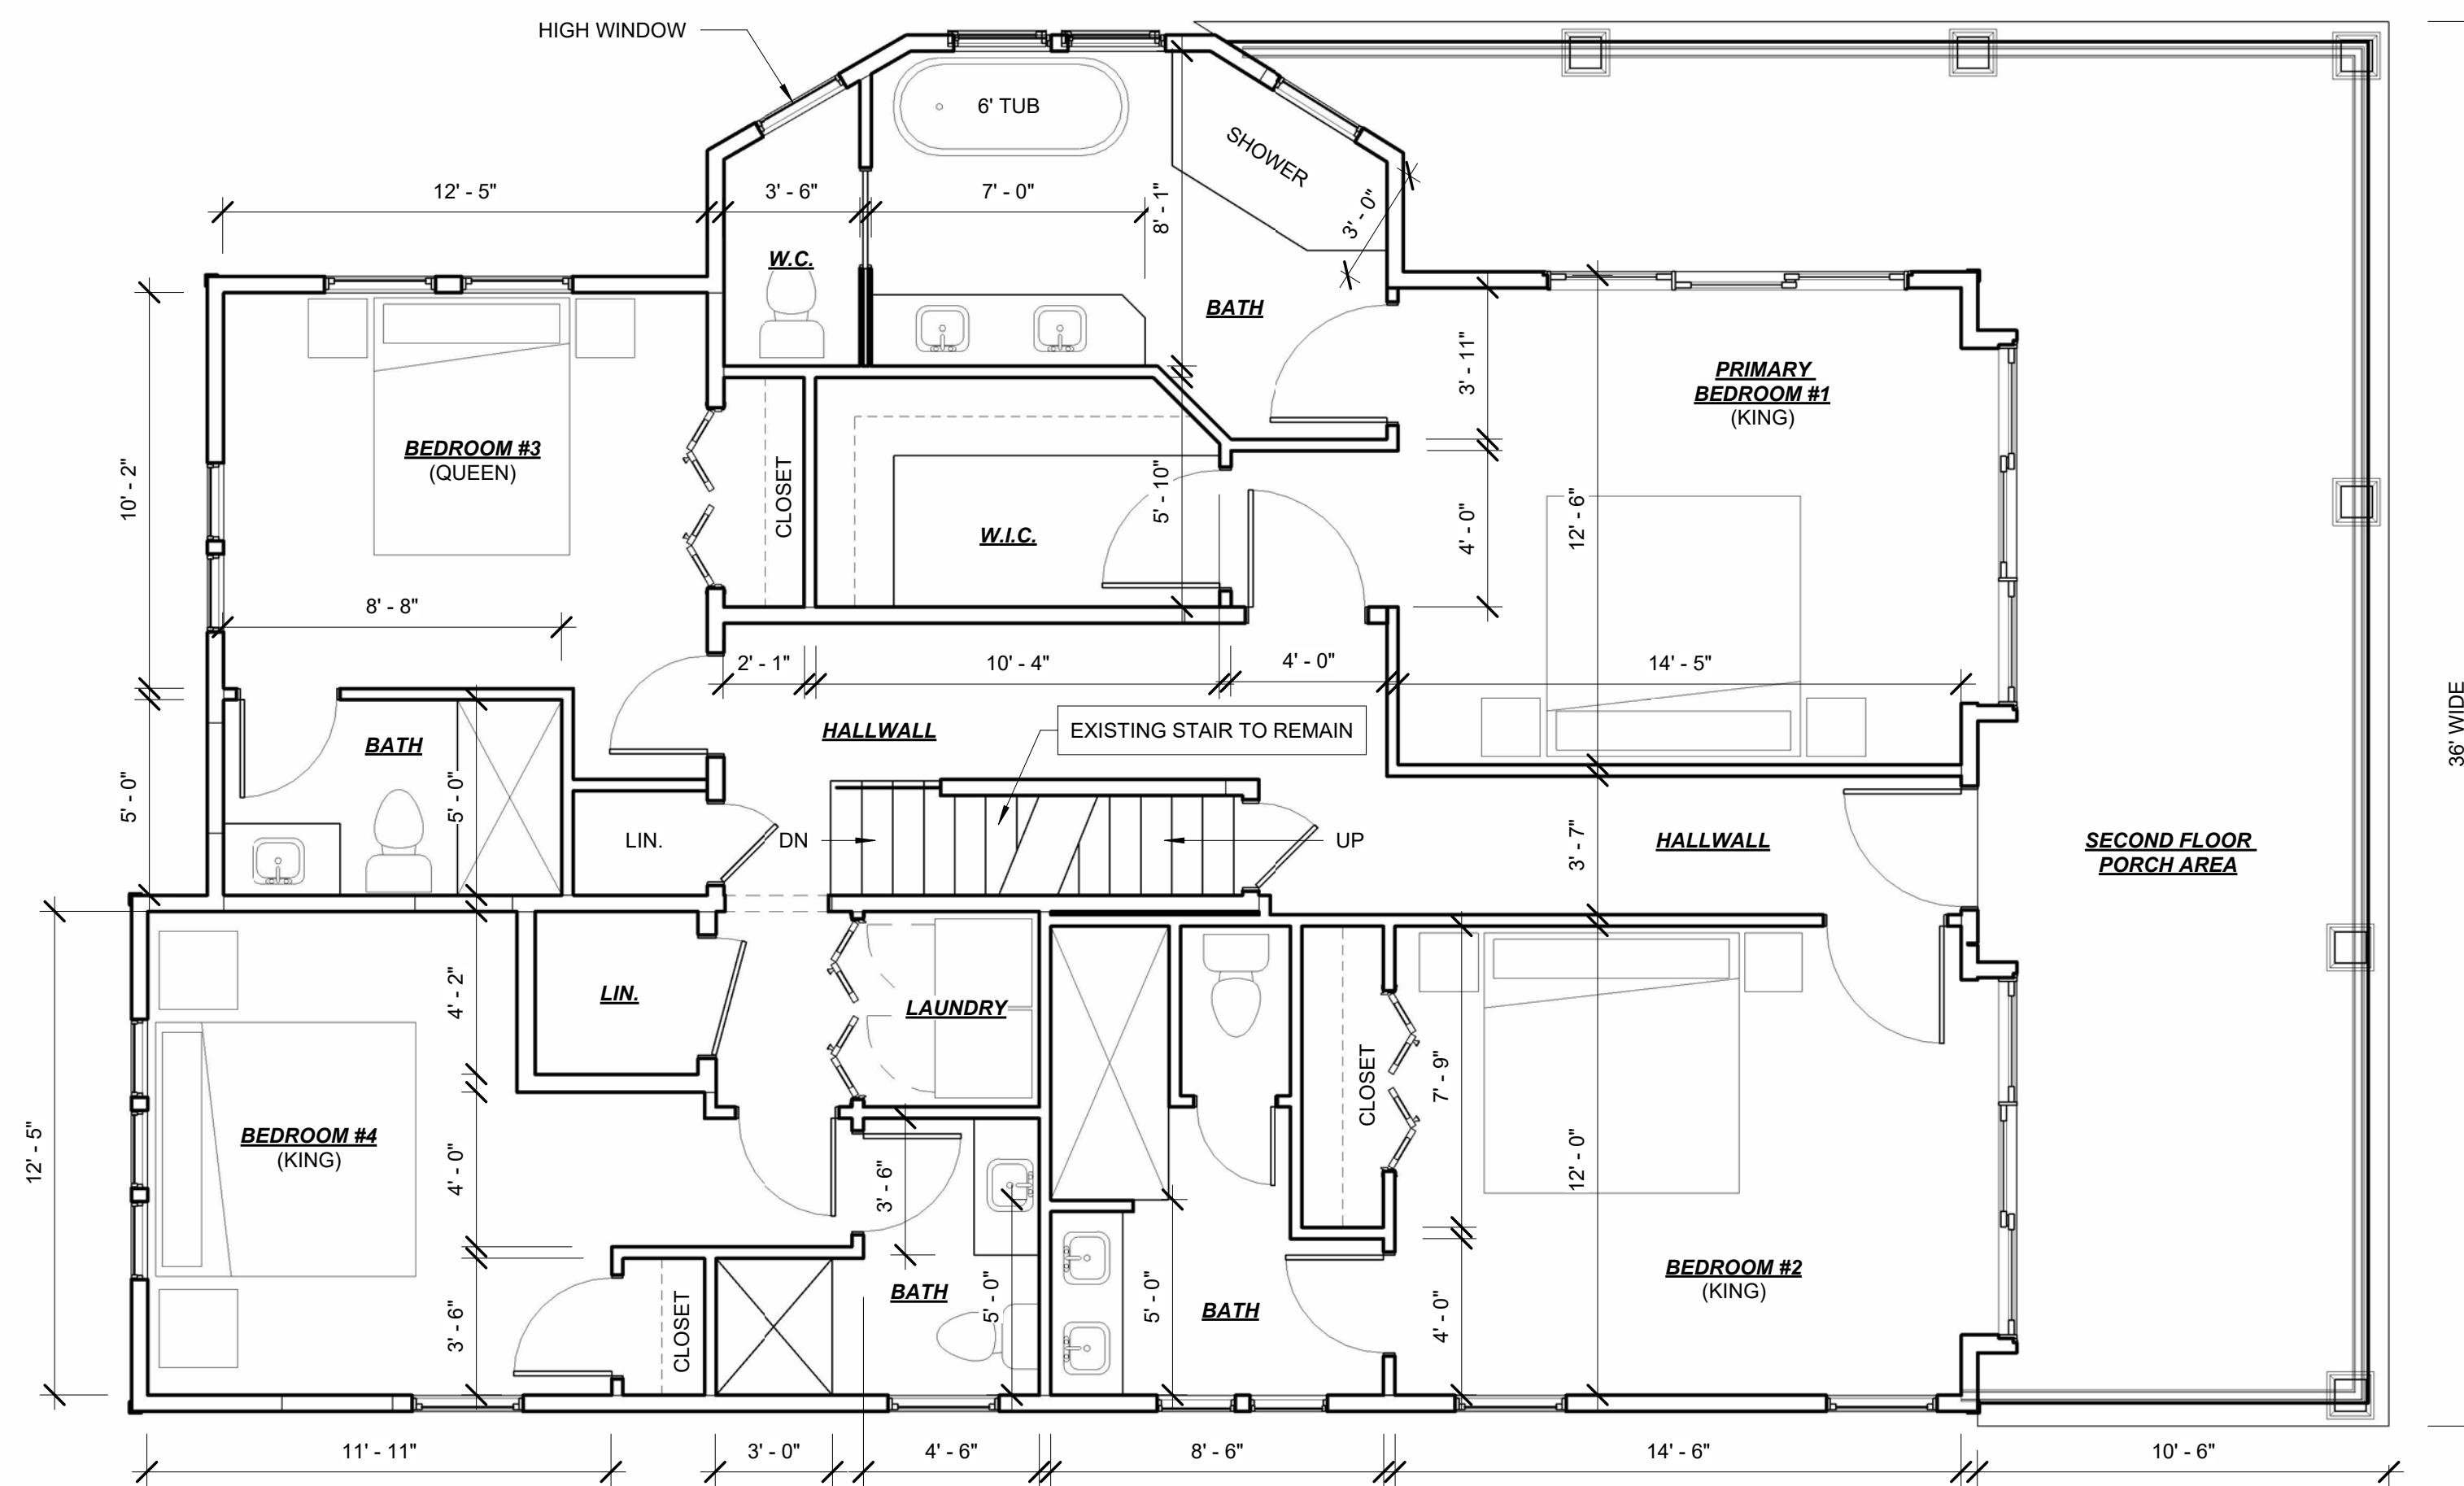 HIGH WINDOW
6' TUB
SHOWER
12' - 5"
3' - 6"
7' - 0"
8' - 1"
3' - 0"
W.C.
BATH
3' - 11"
PRIMARY
BEDROOM #1
(KING)
BEDROOM #3
(QUEEN)
10' - 2"
CLOSET
5' - 10"
W.I.C.
4' - 0"
12' - 6"
8' - 8"
2' - 1"
10' - 4"
4' - 0"
14' - 5"
HALLWALL
EXISTING STAIR TO REMAIN
36' WIDE
BATH
5' - 0"
5' - 0"
LIN.
DN
UP
3' - 7"
HALLWALL
SECOND FLOOR
PORCH AREA
4' - 2"
LIN.
LAUNDRY
CLOSET
7' - 9"
12' - 5"
BEDROOM #4
(KING)
4' - 0"
3' - 6"
12' - 0"
BEDROOM #2
(KING)
3' - 6"
CLOSET
BATH
5' - 0"
5' - 0"
BATH
4' - 0"
11' - 11"
3' - 0"
4' - 6"
8' - 6"
14' - 6"
10' - 6"